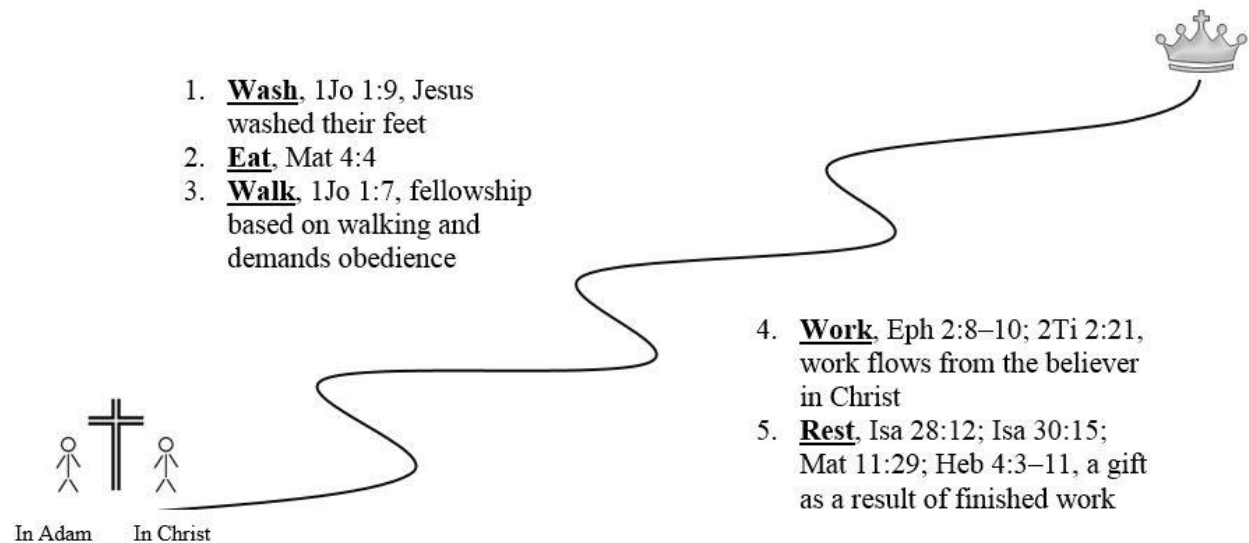 1. Wash, 1Jo 1:9, Jesus
washed their feet
2. Eat, Mat 4:4
3. Walk, 1Jo 1:7, fellowship
based on walking and
demands obedience
4. Work, Eph 2:8–10; 2Ti 2:21,
work flows from the believer
in Christ
5. Rest, Isa 28:12; Isa 30:15;
Mat 11:29; Heb 4:3–11, a gift
as a result of finished work
In Adam In Christ